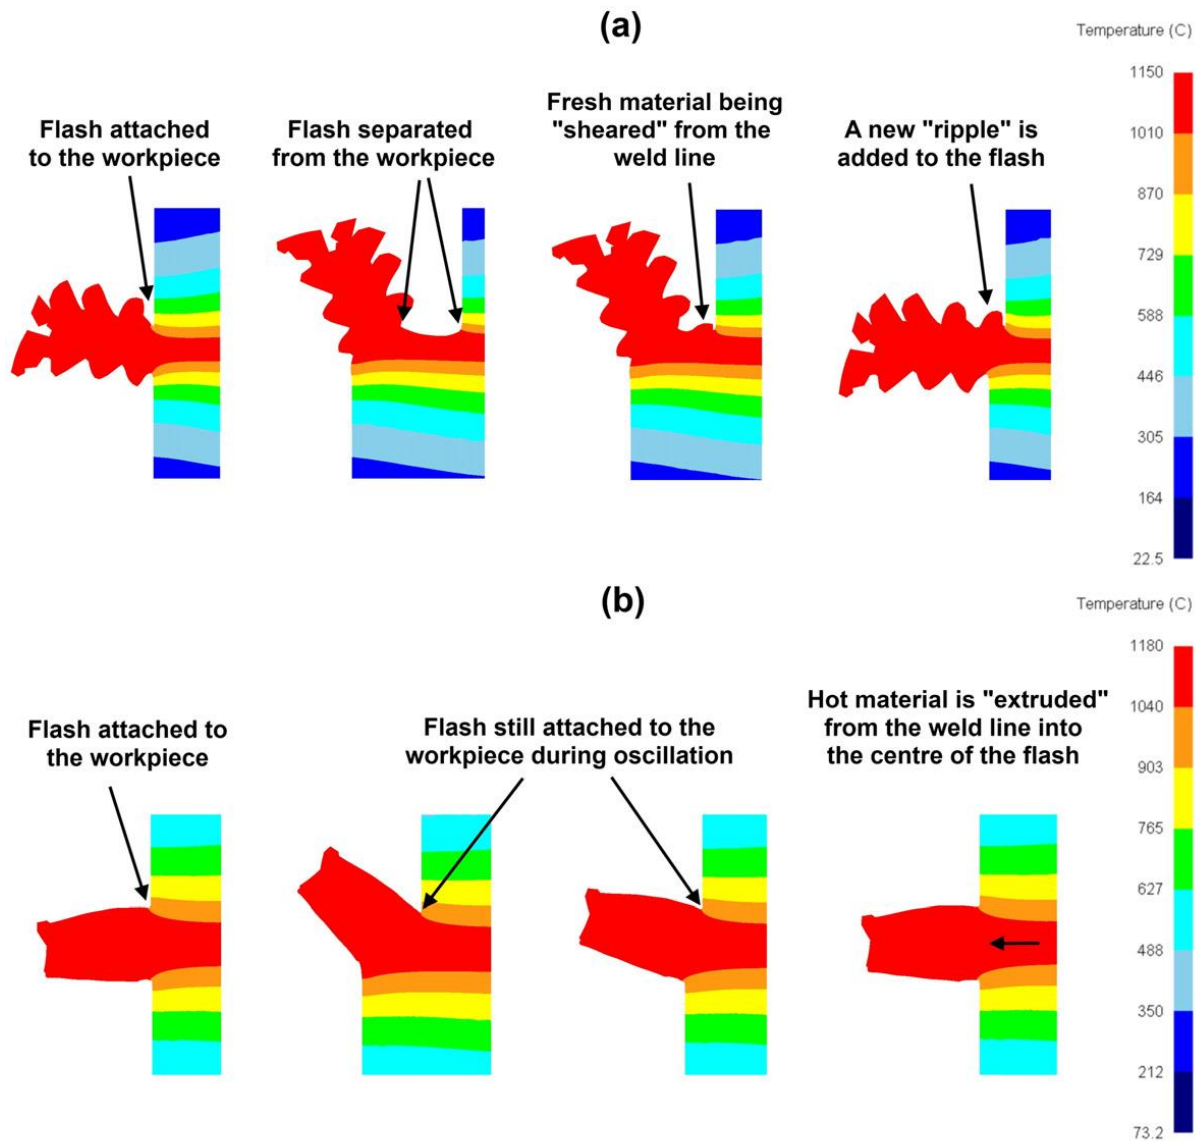 (a)
Temperature (C)
Flash attached
to the workpiece
Flash separated
from the workpiece
Fresh material being
"sheared" from the
weld line
A new "ripple" is
added to the flash
1150
1010
870
729
588
446
305
164
22.5
(b)
Temperature (C)
Flash attached to
the workpiece
Flash still attached to the
workpiece during oscillation
Hot material is "extruded"
from the weld line into
the centre of the flash
1180
1040
903
765
627
488
350
212
73.2